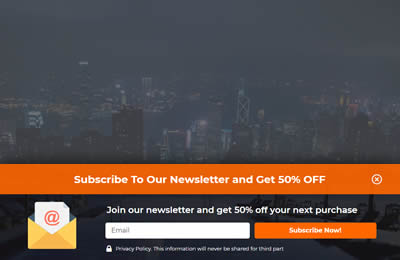 Subscribe To Our Newsletter and Get 50% OFF
Join our newsletter and get 50% off your next purchase
@
Email
Subscribe Now!
Privacy Policy. This information will never be shared for third part